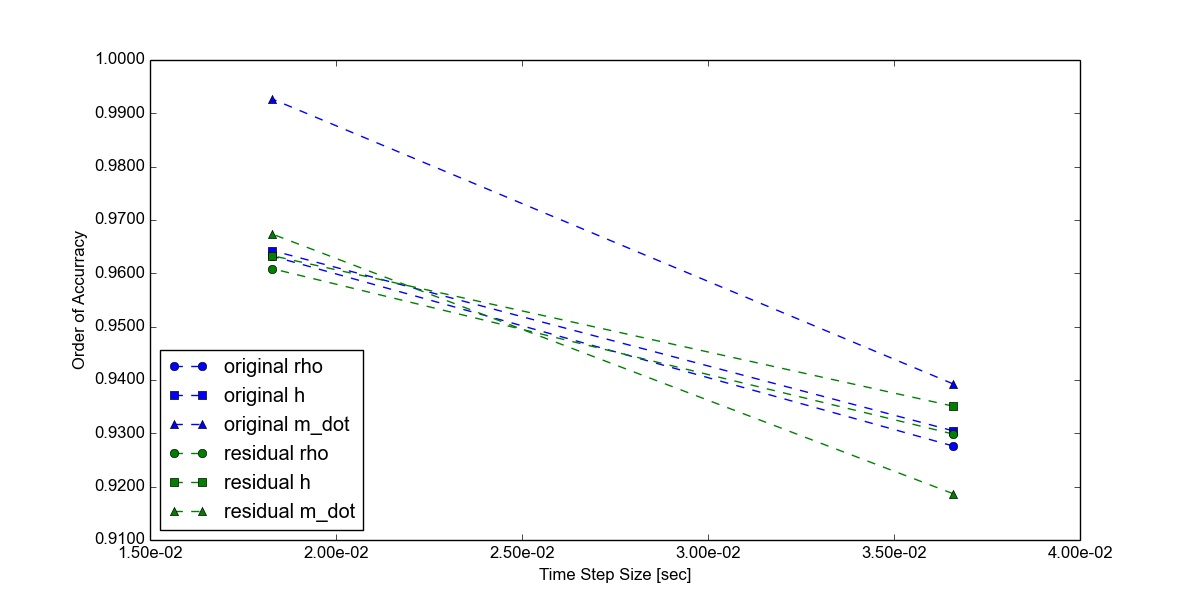 1.0000
0.9900
0.9800
0.9700
0.9600
0.9500
0.9400
0.9300
0.9200
0.9100
Order of Accurracy
original rho
original h
original m_dot
residual rho
residual h
residual m_dot
1.50e-02 2.00e-02 2.50e-02 3.00e-02 3.50e-02 4.00e-02
Time Step Size [sec]